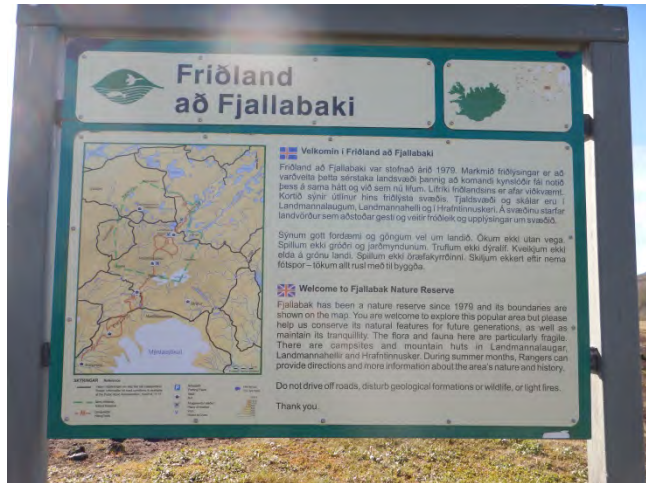 Friðland
að Fjallabaki
Velkomin í Friðland að Fjallabaki
Friðland að Fjallabaki var stofnað árið 1979. Markmið friðlýsingar er að
varðveita þetta sérstaka landsvæði þannig að komandi kynslóðir fái notið
þess á sama hátt og við sem nú lifum. Lífríki friðlandsins er afar viðkvæmt.
Kortið sýnir útlínur hins friðlýsta svæðis. Tjaldsvæði og skálar eru í
Landmannalaugum, Landmannahelli og í Hrafntinnuskeri. Á svæðinu starfar
landvörður sem aðstoðar gesti og veitir fróðleik og upplýsingar um svæðið.
Sýnum gott fordæmi og göngum vel um landið. Ökum ekki utan vega.
Spillum ekki gróðri og jarðmyndunum. Truflum ekki dýralíf. Kveikjum ekki
elda á grónu landi. Spillum ekki öræfakyrrðinni. Skiljum ekkert eftir nema
fótspor – tökum allt rusl með til byggða.
Welcome to Fjallabak Nature Reserve
Fjallabak has been a nature reserve since 1979 and its boundaries are
shown on the map. You are welcome to explore this popular area but please
help us conserve its natural features for future generations, as well as
maintain its tranquility. The flora and fauna here are particularly fragile.
There are campsites and mountain huts in Landmannalaugar,
Landmannahellir and Hrafntinnusker. During summer months, Rangers can
provide directions and more information about the area's nature and history.
Do not drive off roads, disturb geological formations or wildlife, or light fires.
Thank you.
Mýrdalsjökull